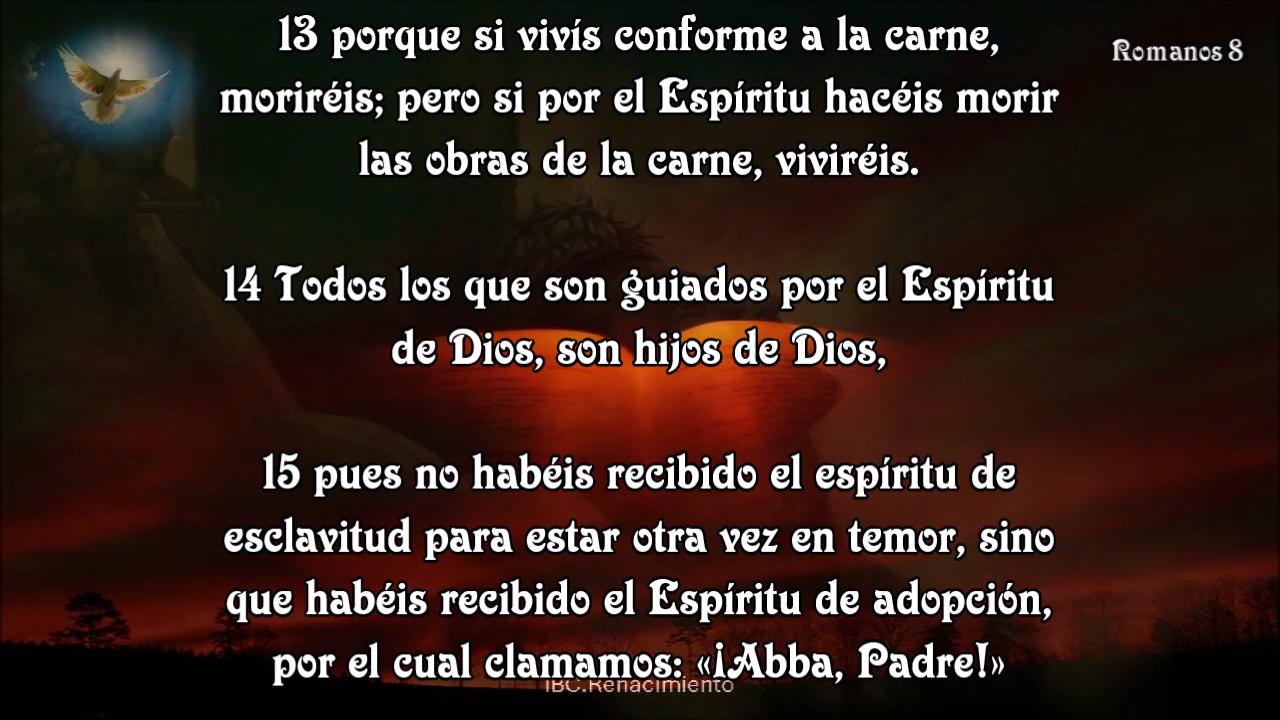 13 porque si vivís conforme a la carne,
Romanos 8
moriréis; pero si por el Espíritu hacéis morir
las obras de la carne, viviréis.
14 Todos los que son guiados por el Espíritu
de Dios, son hijos de Dios,
15 pues no habéis recibido el espíritu de
esclavitud para estar otra vez en temor, sino
que habéis recibido el Espíritu de adopción,
por el cual clamamos: «¡Abba, Padre!»
IBC.Renacimiento